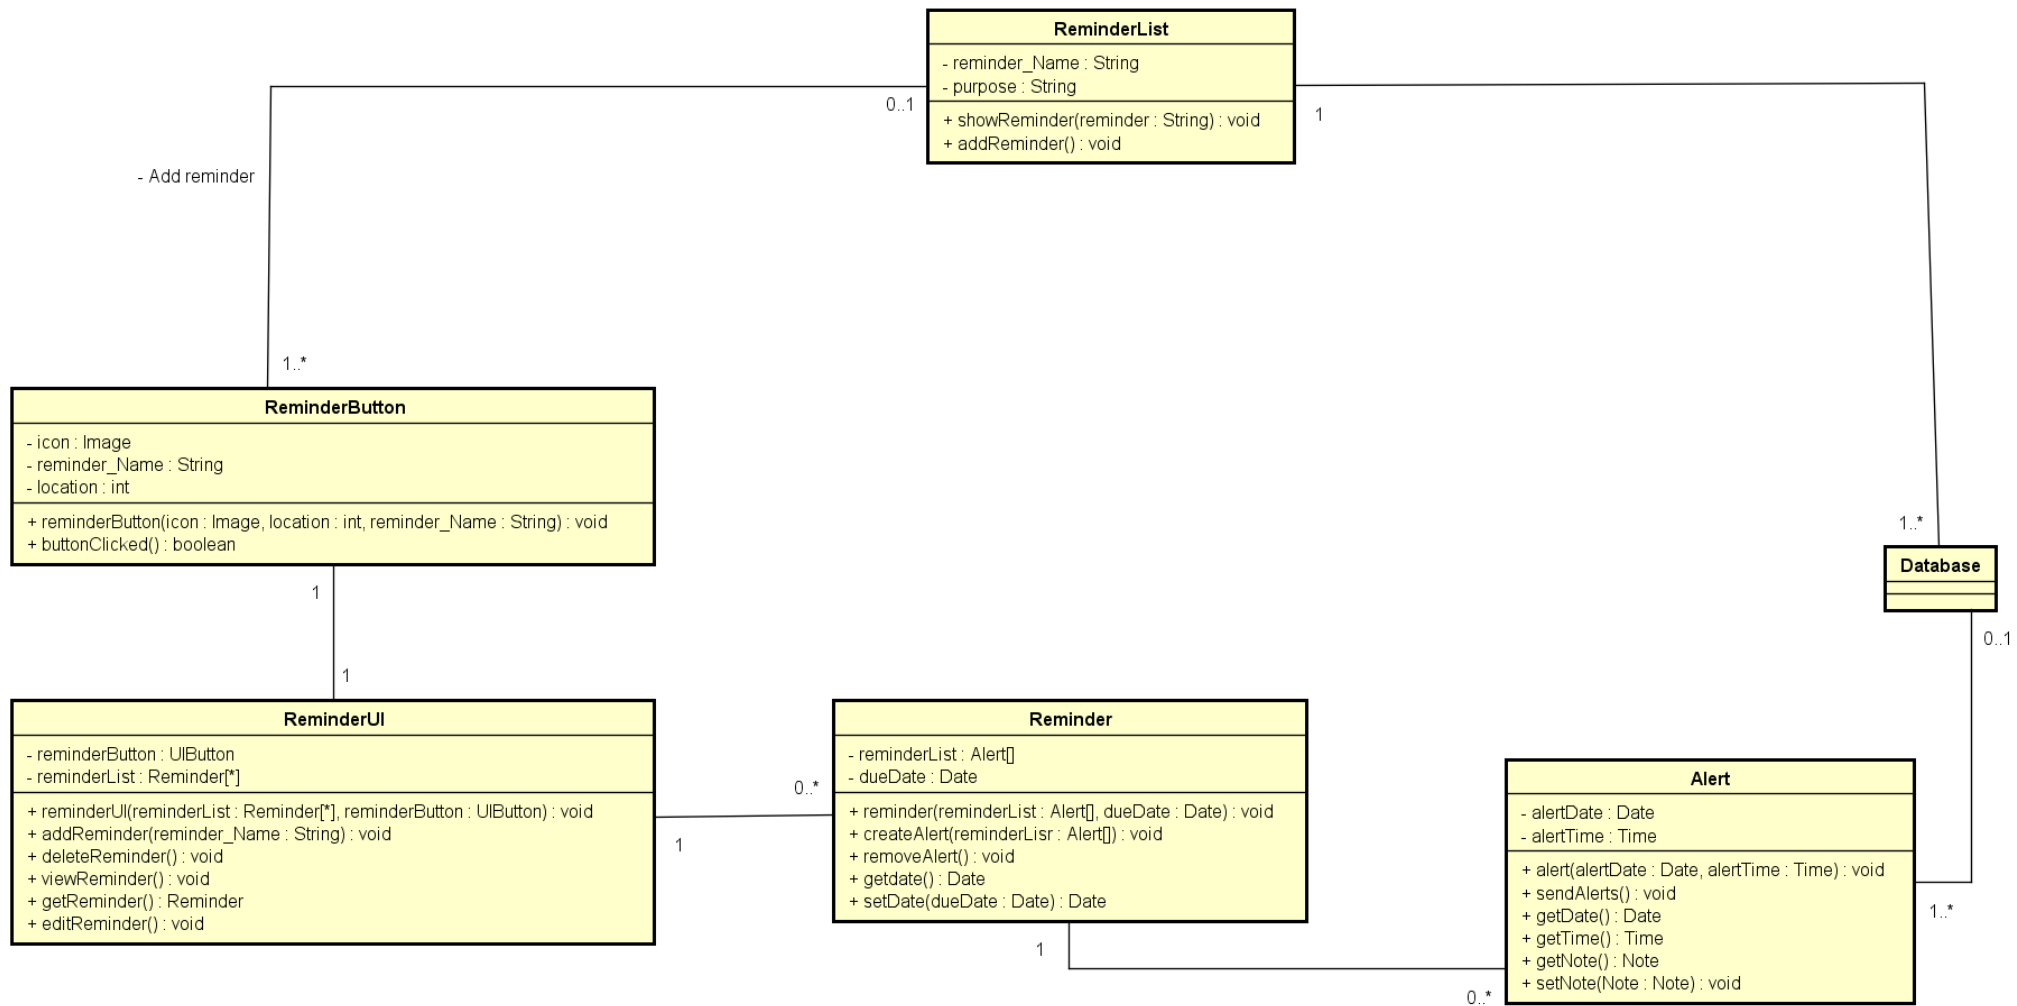 ReminderList
- reminder_Name : String
- purpose : String
+ showReminder(reminder : String) : void
+ addReminder() : void
0..1
1
- Add reminder
1..*
ReminderButton
- icon : Image
- reminder_Name : String
- location : int
+ reminderButton(icon : Image, location : int, reminder_Name : String) : void
+ buttonClicked() : boolean
1
1
1..*
Database
0..1
ReminderUI
- reminderButton : UIButton
- reminderList : Reminder[*]
+ reminderUI(reminderList : Reminder[*], reminderButton : UIButton) : void
+ addReminder(reminder_Name : String) : void
+ deleteReminder() : void
+ viewReminder() : void
+ getReminder() : Reminder
+ editReminder() : void
1
0..*
Reminder
- reminderList : Alert[]
- dueDate : Date
+ reminder(reminderList : Alert[], dueDate : Date) : void
+ createAlert(reminderLisr : Alert[]) : void
+ removeAlert() : void
+ getdate() : Date
+ setDate(dueDate : Date) : Date
1
0..*
Alert
- alertDate : Date
- alertTime : Time
+ alert(alertDate : Date, alertTime : Time) : void
+ sendAlerts() : void
+ getDate() : Date
+ getTime() : Time
+ getNote() : Note
+ setNote(Note : Note) : void
1..*